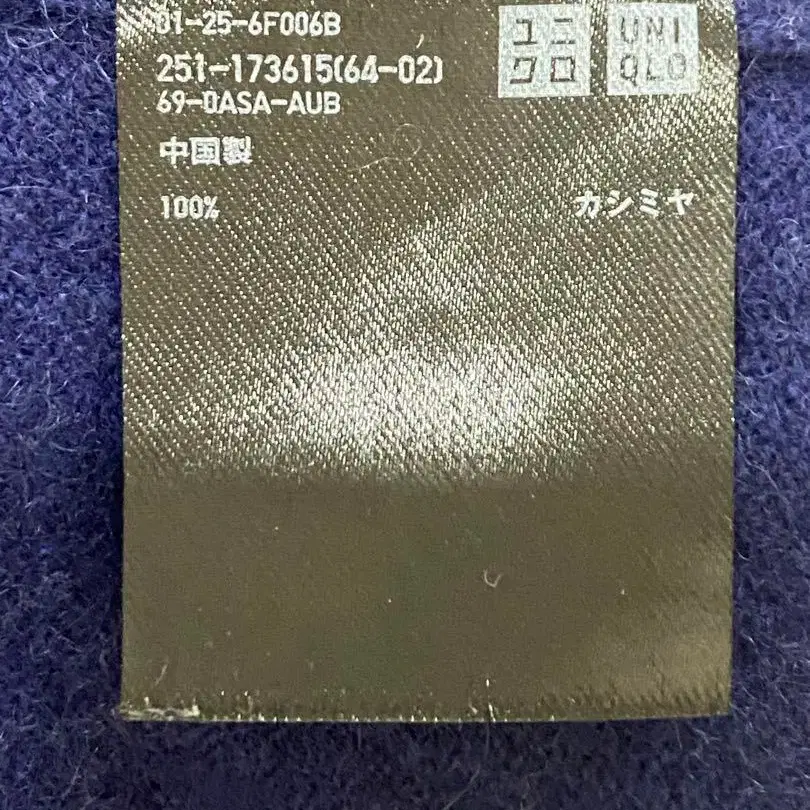 01-25-6F006B
251-173615(64-02)
69-0ASA-AUB
ユニ
クロ
UNI
QLO
中国製
100% カシミヤ